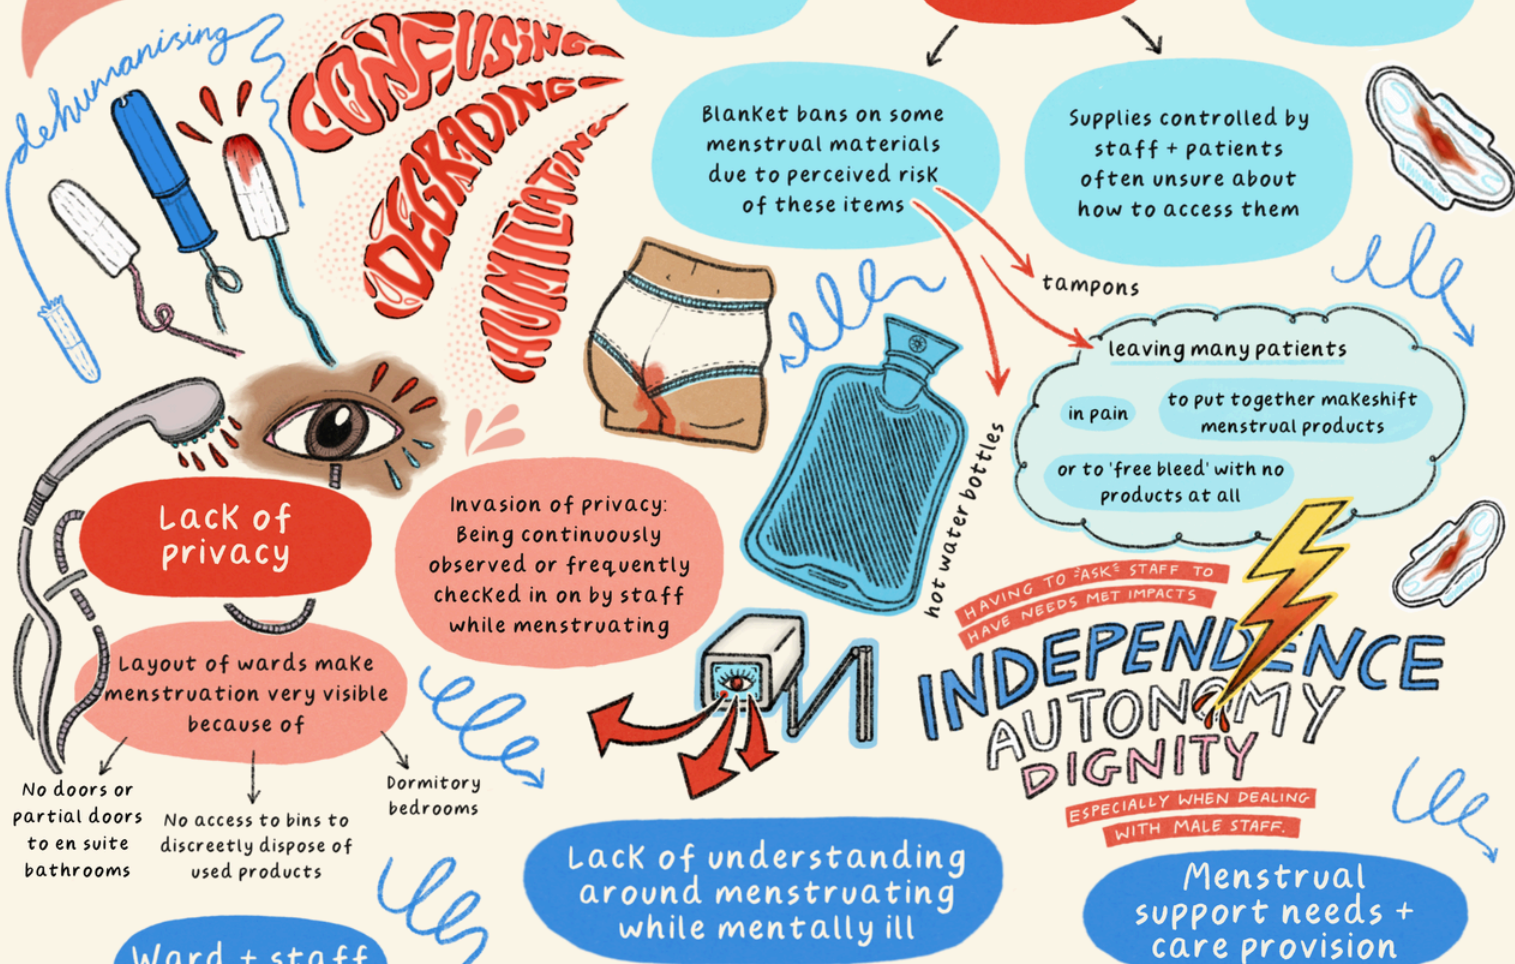 dehumanising
CONFUSING
DEGRADING
HUMILIATING
Blanket bans on some
menstrual materials
due to perceived risk
of these items
Supplies controlled by
staff + patients
often unsure about
how to access them
tampons
hot water bottles
leaving many patients
in pain
to put together makeshift
menstrual products
or to 'free bleed' with no
products at all
Lack of
privacy
Invasion of privacy:
Being continuously
observed or frequently
checked in on by staff
while menstruating
Layout of wards make
menstruation very visible
because of
No doors or
partial doors
to en suite
bathrooms
No access to bins to
discreetly dispose of
used products
Dormitory
bedrooms
HAVING TO "ASK" STAFF TO
HAVE NEEDS MET IMPACTS
INDEPENDENCE
AUTONOMY
DIGNITY
ESPECIALLY WHEN DEALING
WITH MALE STAFF.
Lack of understanding
around menstruating
while mentally ill
Menstrual
support needs +
care provision
Ward + staff